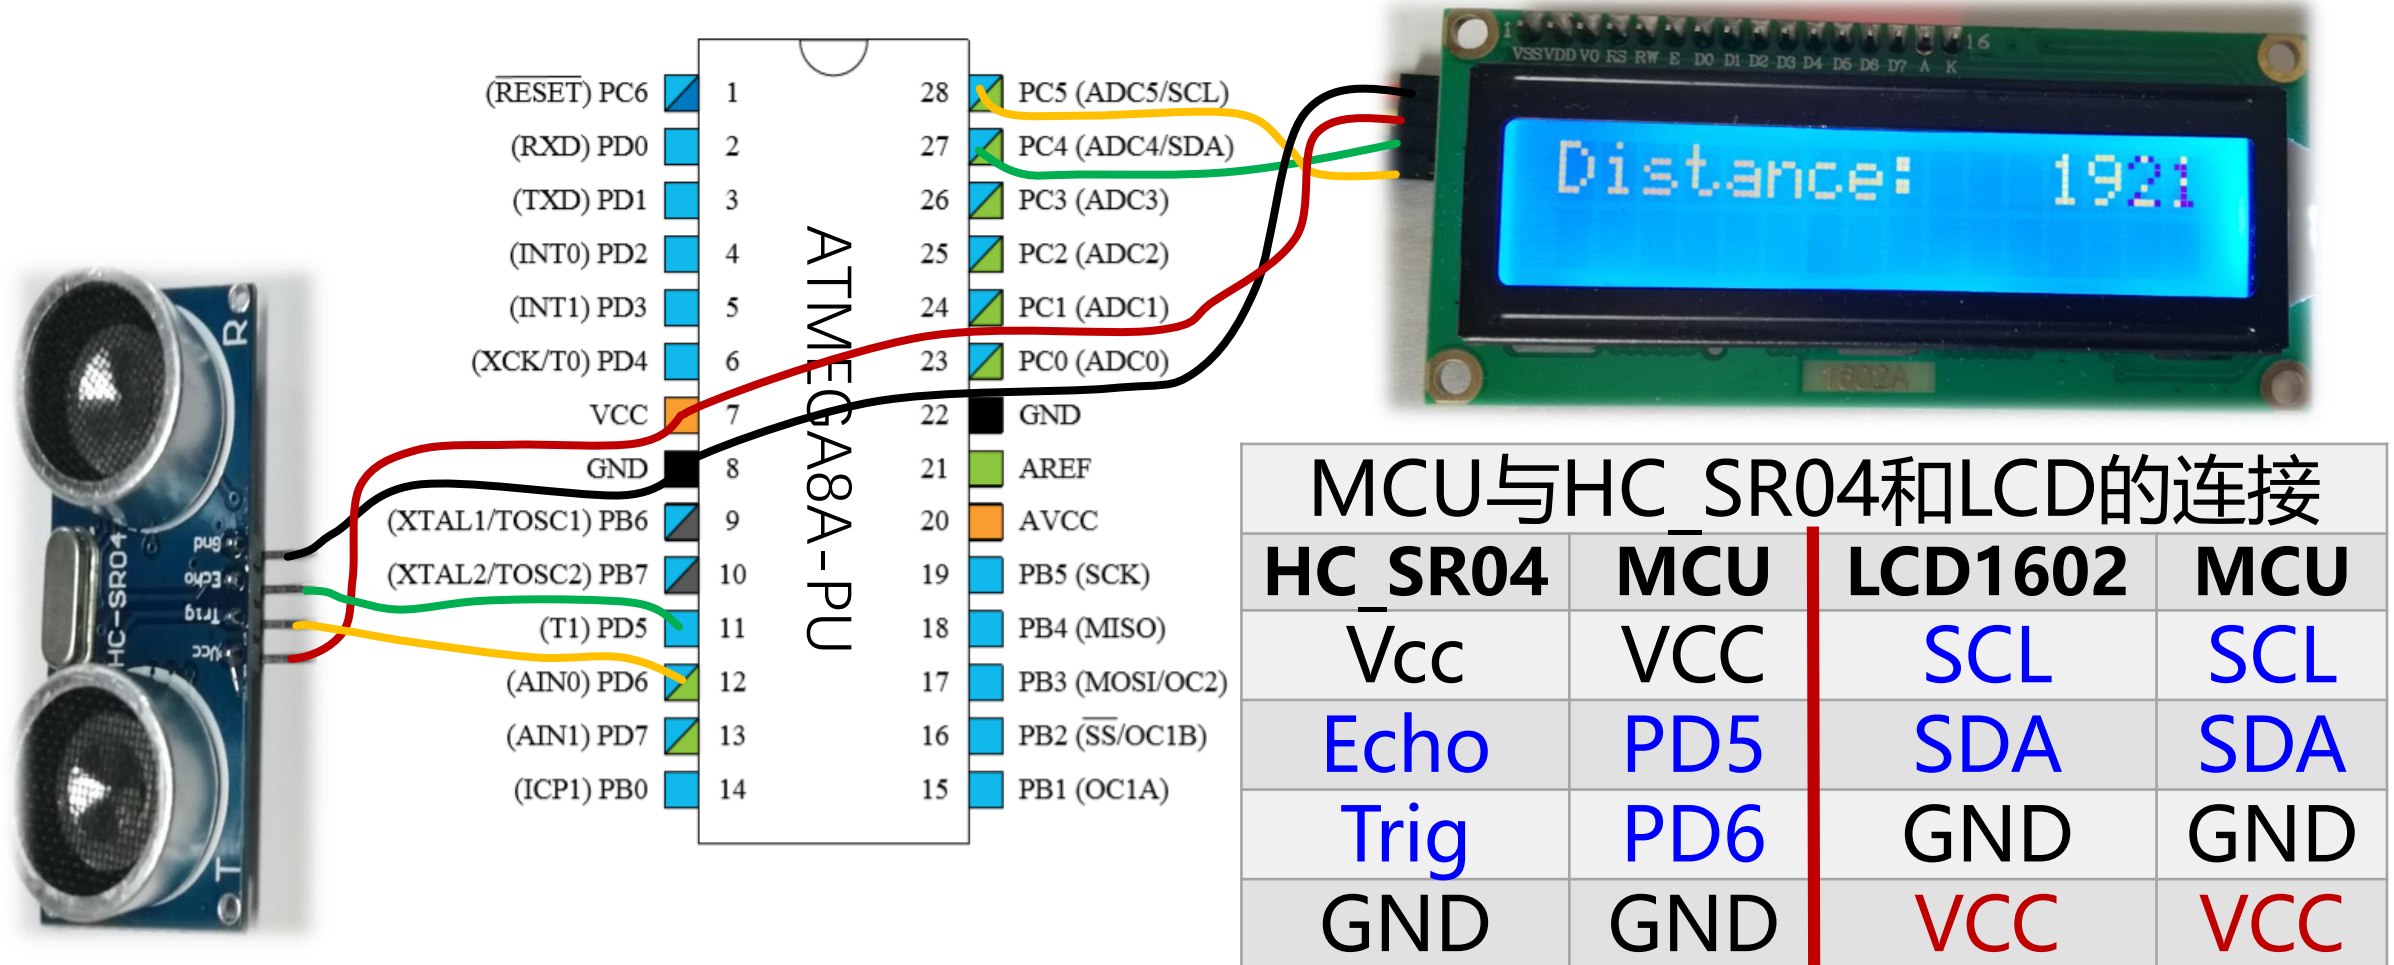 (RESET) PC6
(RXD) PD0
(TXD) PD1
(INT0) PD2
(INT1) PD3
(XCK/T0) PD4
VCC
GND
(XTAL1/TOSC1) PB6
(XTAL2/TOSC2) PB7
(T1) PD5
(AIN0) PD6
(AIN1) PD7
(ICP1) PB0
1
2
3
4
5
6
7
8
9
10
11
12
13
14
ATMEGA8A-PU
28
27
26
25
24
23
22
21
20
19
18
17
16
15
PC5 (ADC5/SCL)
PC4 (ADC4/SDA)
PC3 (ADC3)
PC2 (ADC2)
PC1 (ADC1)
PC0 (ADC0)
GND
AREF
AVCC
PB5 (SCK)
PB4 (MISO)
PB3 (MOSI/OC2)
PB2 (SS/OC1B)
PB1 (OC1A)
R
HC-SR04
Gnd
Echo
Trig
Vcc
T
1 16
VSS VDD V0 RS RW E D0 D1 D2 D3 D4 D5 D6 D7 A K
Distance: 1921
1602A
MCU与HC_SR04和LCD的连接
HC_SR04 MCU LCD1602 MCU
Vcc VCC SCL SCL
Echo PD5 SDA SDA
Trig PD6 GND GND
GND GND VCC VCC